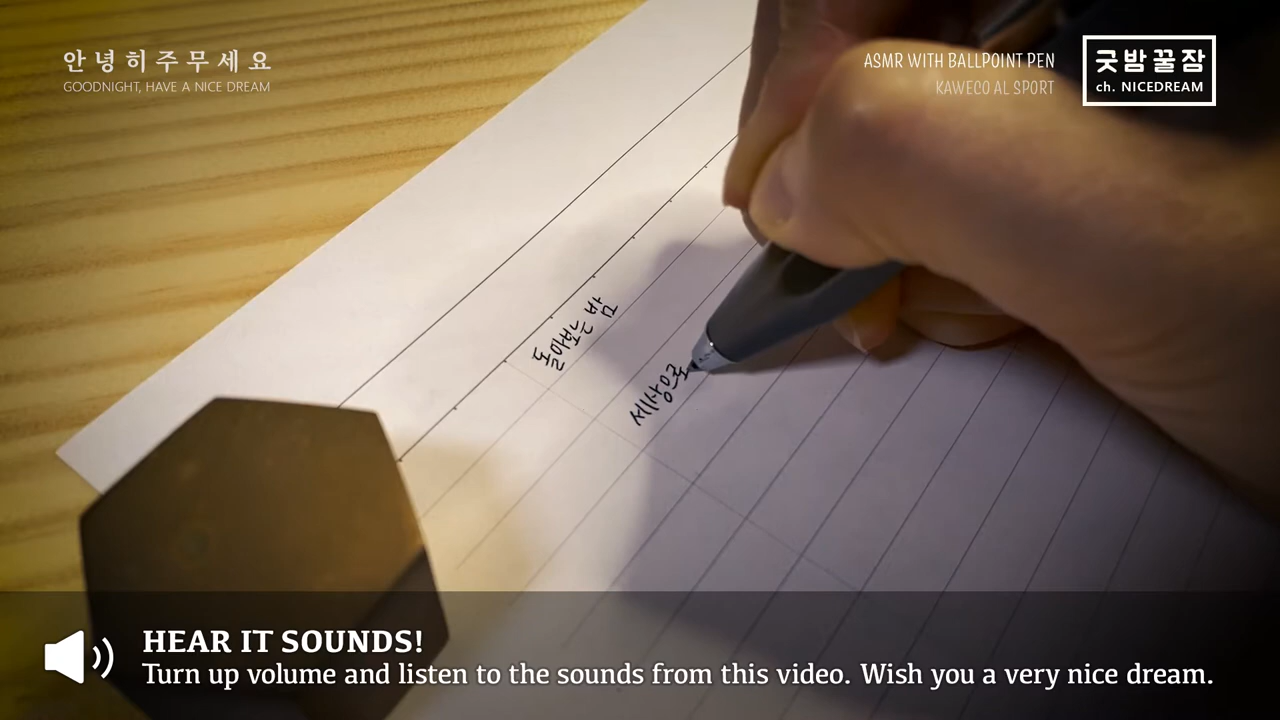 안녕히주무세요
GOODNIGHT, HAVE A NICE DREAM
ASMR WITH BALLPOINT PEN
KAWECO AL SPORT
굿밤꿀잠
ch. NICEDREAM
돌아보는 밤
세상으로
HEAR IT SOUNDS!
Turn up volume and listen to the sounds from this video. Wish you a very nice dream.